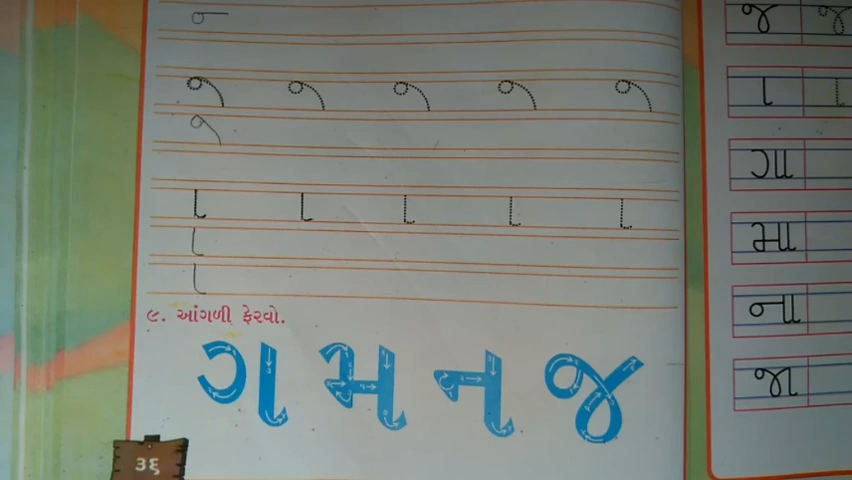 ૯. આંગળી ફેરવો.
ગ મ ન જ
૩૬
જ જ
ા ા
ગા
મા
ના
જા